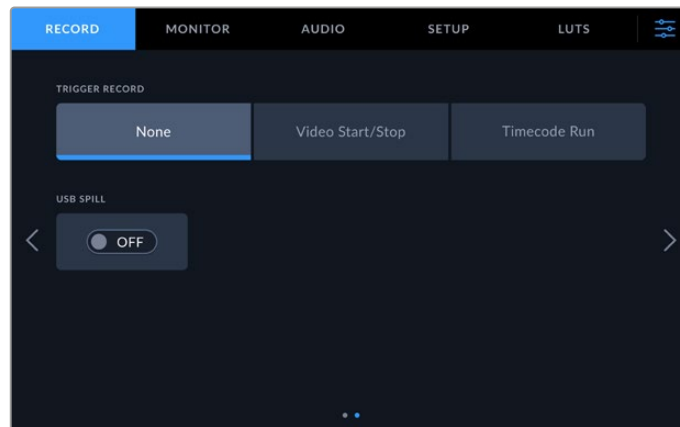 RECORD MONITOR AUDIO SETUP LUTS
TRIGGER RECORD
None Video Start/Stop Timecode Run
USB SPILL
OFF